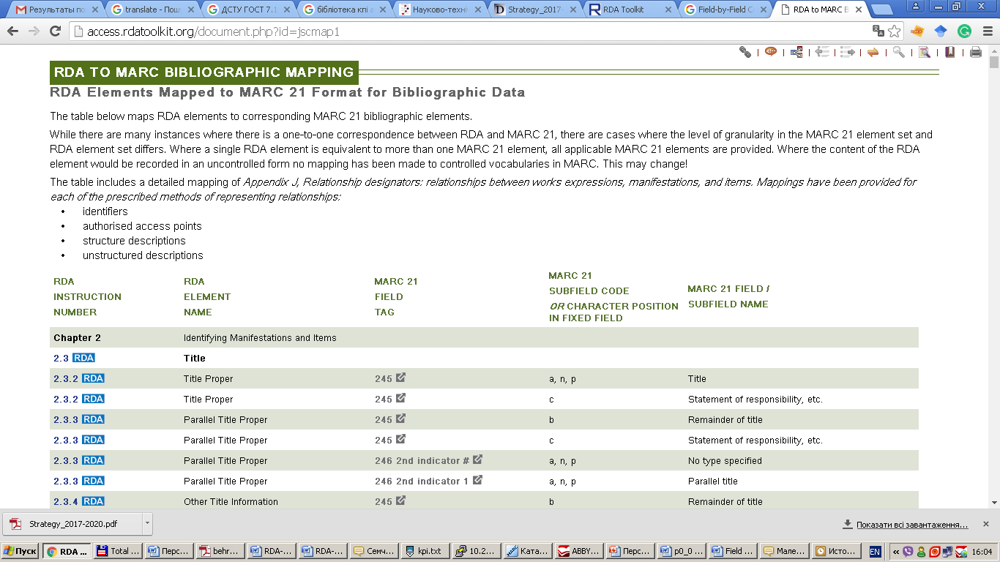 Результаты по
translate - Пош
ДСТУ ГОСТ 7.1
бібліотека кпі а
Науково-техні
Strategy_2017-
RDA Toolkit
Field-by-Field C
RDA to MARC B
access.rdatoolkit.org/document.php?id=jscmap1
RDA TO MARC BIBLIOGRAPHIC MAPPING
RDA Elements Mapped to MARC 21 Format for Bibliographic Data
The table below maps RDA elements to corresponding MARC 21 bibliographic elements.
While there are many instances where there is a one-to-one correspondence between RDA and MARC 21, there are cases where the level of granularity in the MARC 21 element set and
RDA element set differs. Where a single RDA element is equivalent to more than one MARC 21 element, all applicable MARC 21 elements are provided. Where the content of the RDA
element would be recorded in an uncontrolled form no mapping has been made to controlled vocabularies in MARC. This may change!
The table includes a detailed mapping of Appendix J, Relationship designators: relationships between works expressions, manifestations, and items. Mappings have been provided for
each of the prescribed methods of representing relationships:
• identifiers
• authorised access points
• structure descriptions
• unstructured descriptions
RDA INSTRUCTION NUMBER
RDA ELEMENT NAME
MARC 21 FIELD TAG
MARC 21 SUBFIELD CODE OR CHARACTER POSITION IN FIXED FIELD
MARC 21 FIELD / SUBFIELD NAME
Chapter 2 Identifying Manifestations and Items
2.3 RDA Title
2.3.2 RDA Title Proper 245 a, n, p Title
2.3.2 RDA Title Proper 245 c Statement of responsibility, etc.
2.3.3 RDA Parallel Title Proper 245 b Remainder of title
2.3.3 RDA Parallel Title Proper 245 c Statement of responsibility, etc.
2.3.3 RDA Parallel Title Proper 246 2nd indicator # a, n, p No type specified
2.3.3 RDA Parallel Title Proper 246 2nd indicator 1 a, n, p Parallel title
2.3.4 RDA Other Title Information 245 b Remainder of title
Strategy_2017-2020.pdf
Показати всі завантаження...
Пуск
RDA ...
Total ...
Перс...
behr...
RDA-...
RDA-...
Семч...
kpi.txt
10.2...
Ката...
ABBY...
Перс...
p0_0 ...
Field ...
Мале...
Исто...
EN
16:04